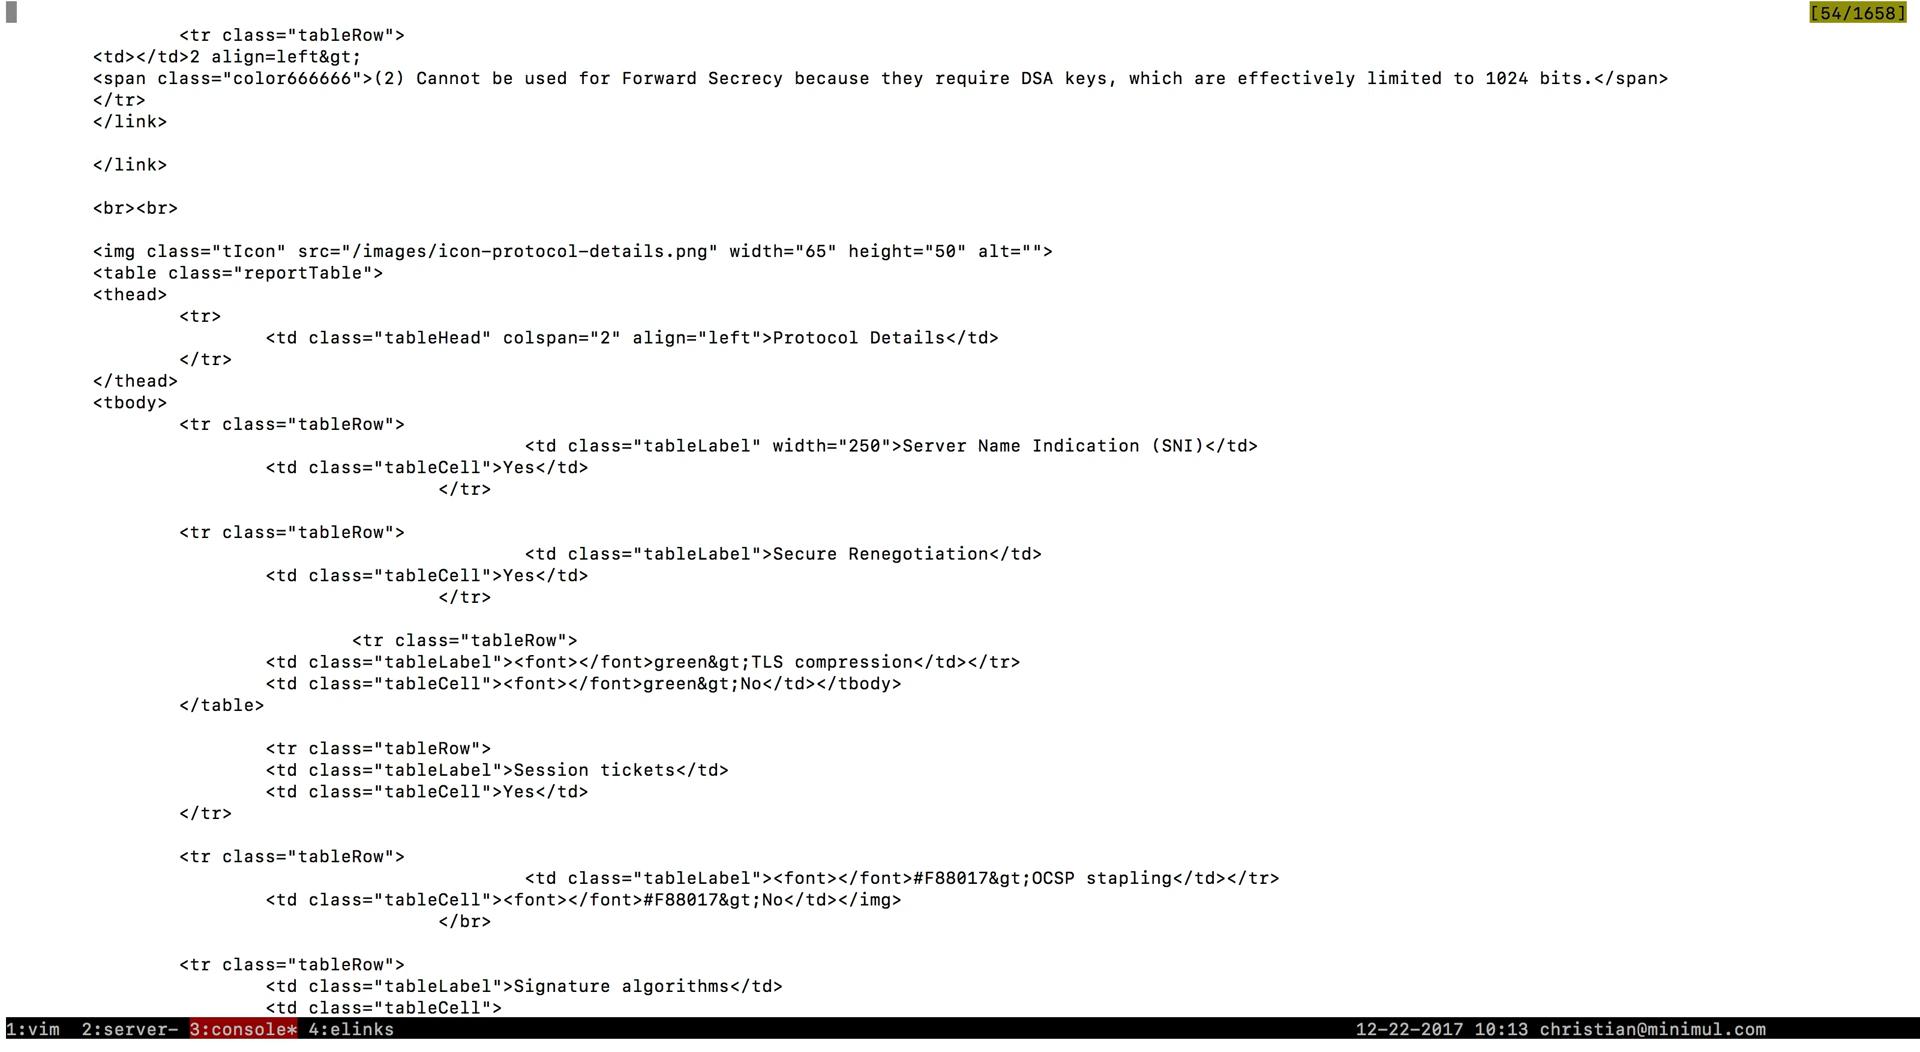 [54/1658]
<tr class="tableRow">
<td></td>2 align=left&gt;
<span class="color666666">(2) Cannot be used for Forward Secrecy because they require DSA keys, which are effectively limited to 1024 bits.</span>
</tr>
</link>
</link>
<br><br>
<img class="tIcon" src="/images/icon-protocol-details.png" width="65" height="50" alt="">
<table class="reportTable">
<thead>
<tr>
<td class="tableHead" colspan="2" align="left">Protocol Details</td>
</tr>
</thead>
<tbody>
<tr class="tableRow">
<td class="tableLabel" width="250">Server Name Indication (SNI)</td>
<td class="tableCell">Yes</td>
</tr>
<tr class="tableRow">
<td class="tableLabel">Secure Renegotiation</td>
<td class="tableCell">Yes</td>
</tr>
<tr class="tableRow">
<td class="tableLabel"><font></font>green&gt;TLS compression</td></tr>
<td class="tableCell"><font></font>green&gt;No</td></tbody>
</table>
<tr class="tableRow">
<td class="tableLabel">Session tickets</td>
<td class="tableCell">Yes</td>
</tr>
<tr class="tableRow">
<td class="tableLabel"><font></font>#F88017&gt;OCSP stapling</td></tr>
<td class="tableCell"><font></font>#F88017&gt;No</td></img>
</br>
<tr class="tableRow">
<td class="tableLabel">Signature algorithms</td>
<td class="tableCell">
1:vim 2:server- 3:console* 4:elinks 12-22-2017 10:13 christian@minimul.com